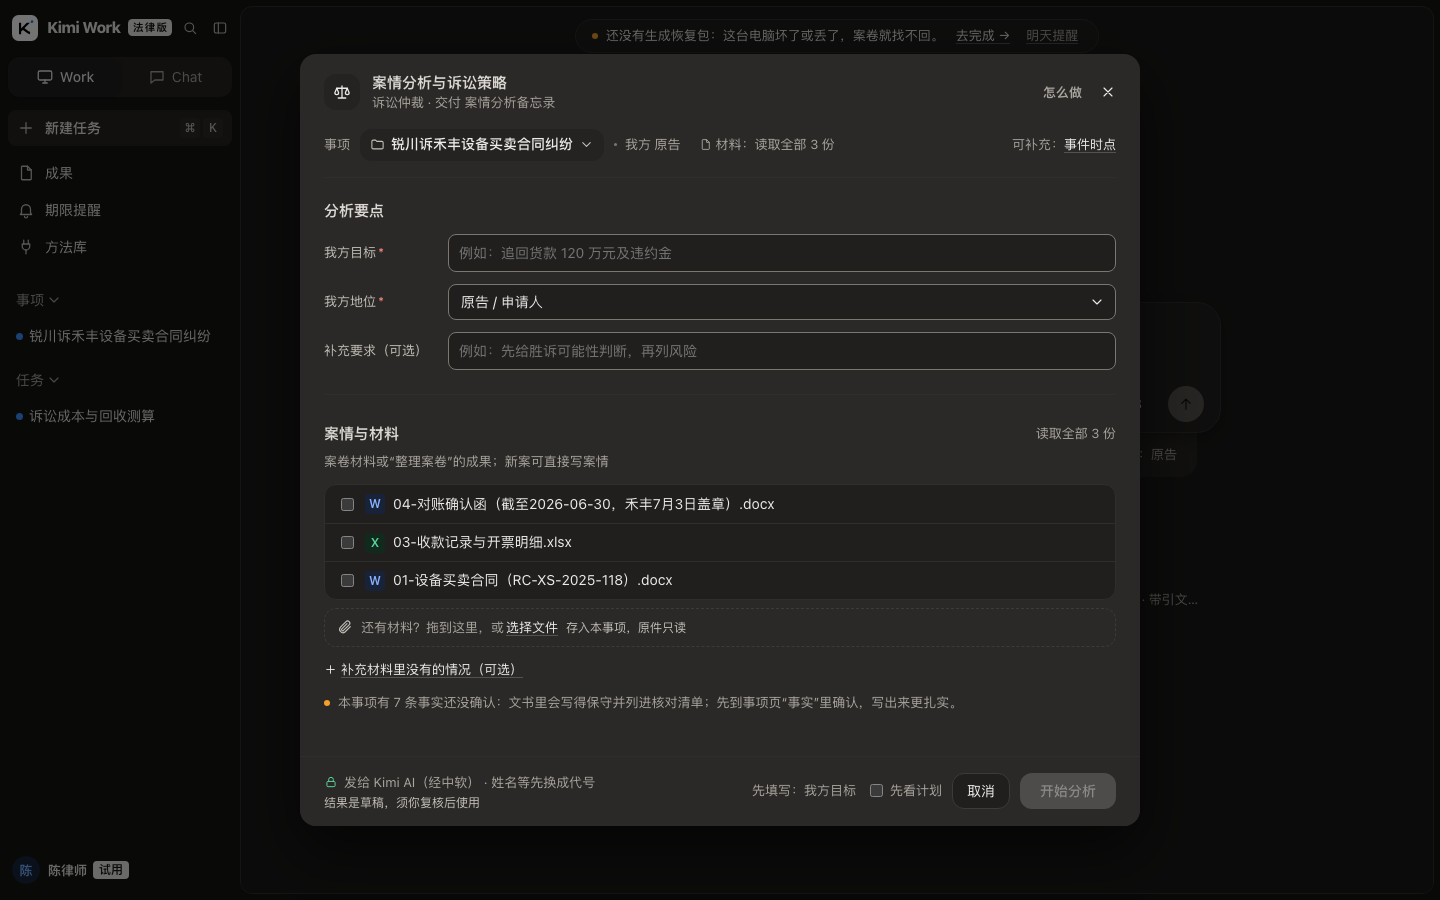 Kimi Work 法律版
Work
Chat
新建任务 ⌘ K
成果
期限提醒
方法库
事项
锐川诉禾丰设备买卖合同纠纷
任务
诉讼成本与回收测算
陈 陈律师 试用
还没有生成恢复包：这台电脑坏了或丢了，案卷就找不回。 去完成 → 明天提醒
案情分析与诉讼策略
诉讼仲裁 · 交付 案情分析备忘录
怎么做
事项 锐川诉禾丰设备买卖合同纠纷 • 我方 原告 材料：读取全部 3 份 可补充：事件时点
分析要点
我方目标* 例如：追回货款 120 万元及违约金
我方地位* 原告 / 申请人
补充要求（可选） 例如：先给胜诉可能性判断，再列风险
案情与材料 读取全部 3 份
案卷材料或“整理案卷”的成果；新案可直接写案情
W 04-对账确认函（截至2026-06-30，禾丰7月3日盖章）.docx
X 03-收款记录与开票明细.xlsx
W 01-设备买卖合同（RC-XS-2025-118）.docx
还有材料？拖到这里，或选择文件 存入本事项，原件只读
+ 补充材料里没有的情况（可选）
本事项有 7 条事实还没确认：文书里会写得保守并列进核对清单；先到事项页“事实”里确认，写出来更扎实。
发给 Kimi AI（经中软）· 姓名等先换成代号
结果是草稿，须你复核后使用
先填写：我方目标 先看计划 取消 开始分析
：原告
· 带引文...